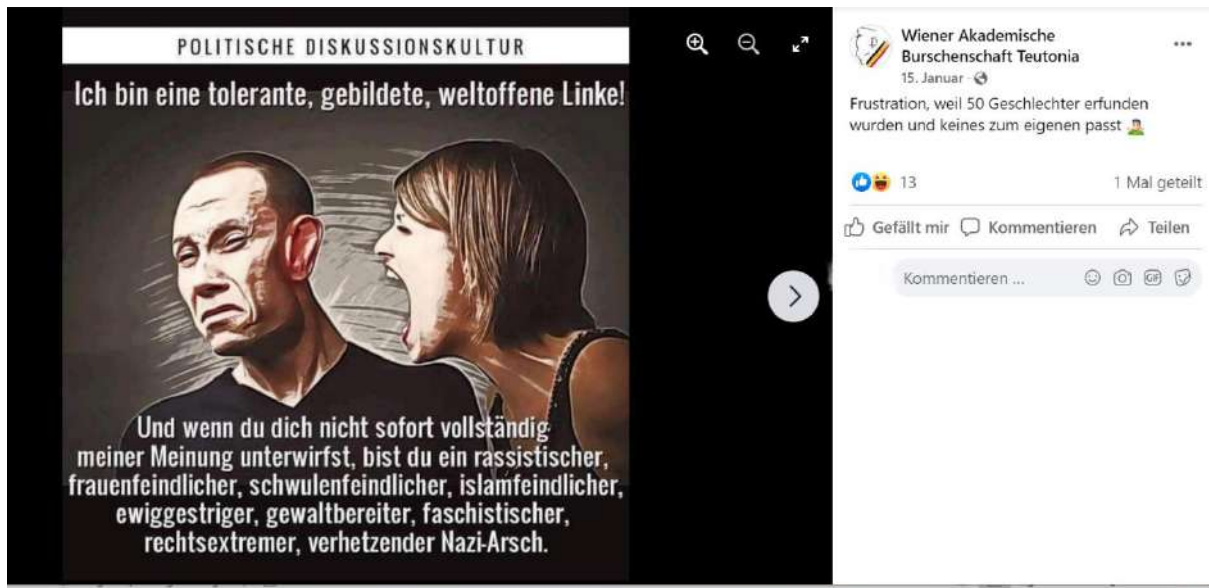 POLITISCHE DISKUSSIONSKULTUR
Ich bin eine tolerante, gebildete, weltoffene Linke!
Und wenn du dich nicht sofort vollständig
meiner Meinung unterwirfst, bist du ein rassistischer,
frauenfeindlicher, schwulenfeindlicher, islamfeindlicher,
ewiggestriger, gewaltbereiter, faschistischer,
rechtsextremer, verhetzender Nazi-Arsch.
Wiener Akademische
Burschenschaft Teutonia
15. Januar ·
Frustration, weil 50 Geschlechter erfunden
wurden und keines zum eigenen passt
13 1 Mal geteilt
Gefällt mir Kommentieren Teilen
Kommentieren ... GIF